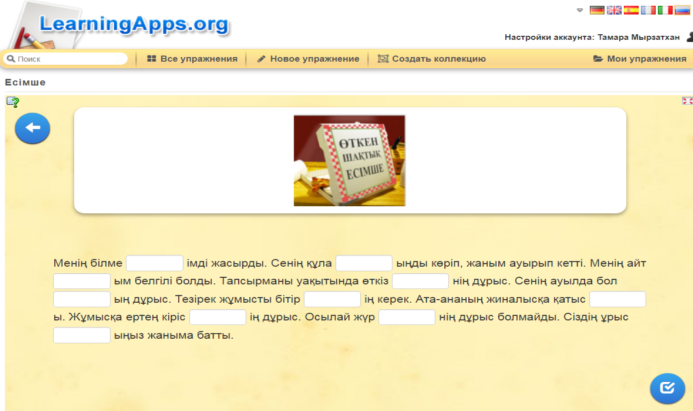 LearningApps.org
Настройки аккаунта: Тамара Мырзатхан
Поиск
Все упражнения
Новое упражнение
Создать коллекцию
Мои упражнения
Есімше
ӨТКЕН
ШАҚТЫҚ
ЕСІМШЕ
Менің білме імді жасырды. Сенің құла ыңды көріп, жаным ауырып кетті. Менің айт
ым белгілі болды. Тапсырманы уақытында өткіз нің дұрыс. Сенің ауылда бол
ың дұрыс. Тезірек жұмысты бітір ің керек. Ата-ананың жиналысқа қатыс
ы. Жұмысқа ертең кіріс ің дұрыс. Осылай жүр нің дұрыс болмайды. Сіздің ұрыс
ыңыз жаныма батты.